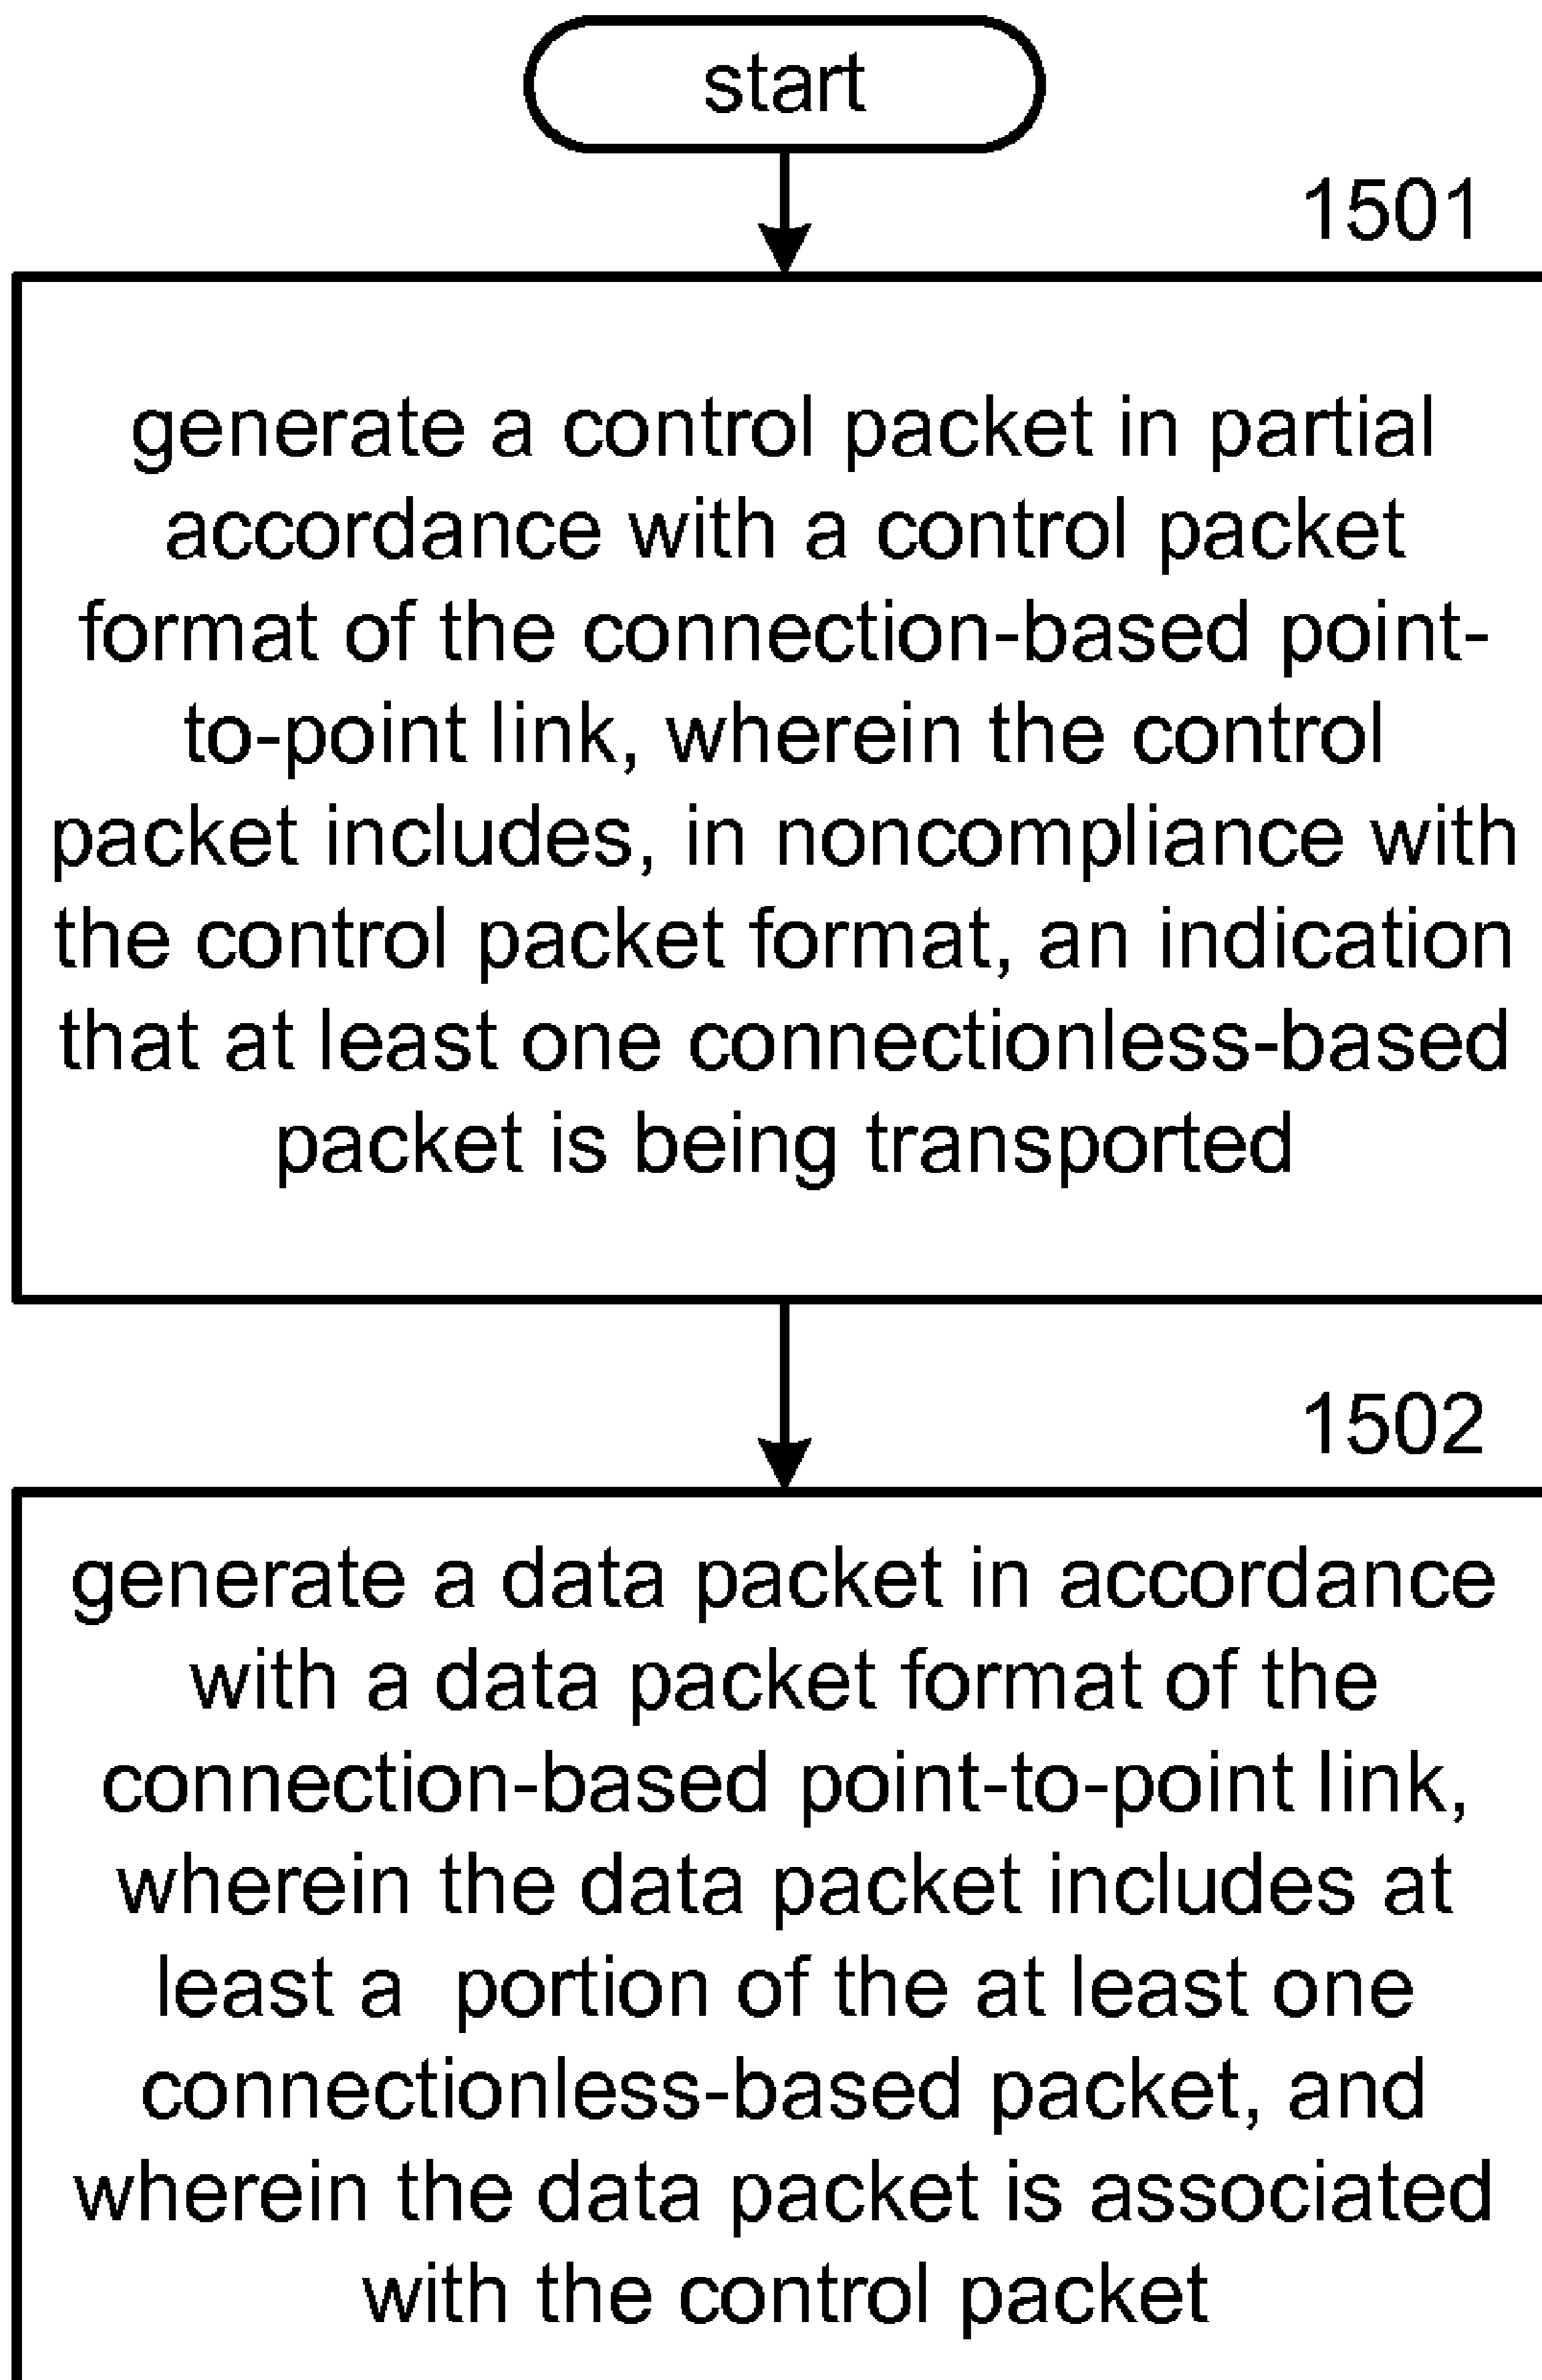 start
1501
generate a control packet in partial
accordance with a control packet
format of the connection-based point-
to-point link, wherein the control
packet includes, in noncompliance with
the control packet format, an indication
that at least one connectionless-based
packet is being transported
1502
generate a data packet in accordance
with a data packet format of the
connection-based point-to-point link,
wherein the data packet includes at
least a  portion of the at least one
connectionless-based packet, and
wherein the data packet is associated
with the control packet